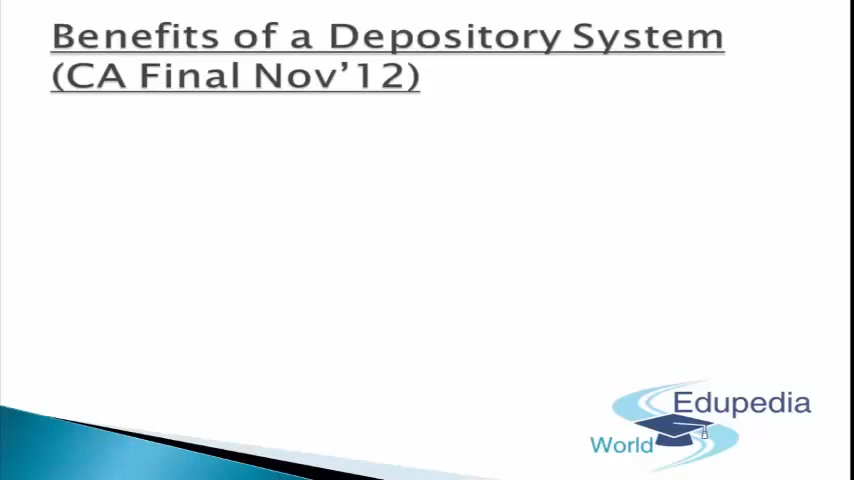 Benefits of a Depository System
(CA Final Nov’12)
Edupedia
World